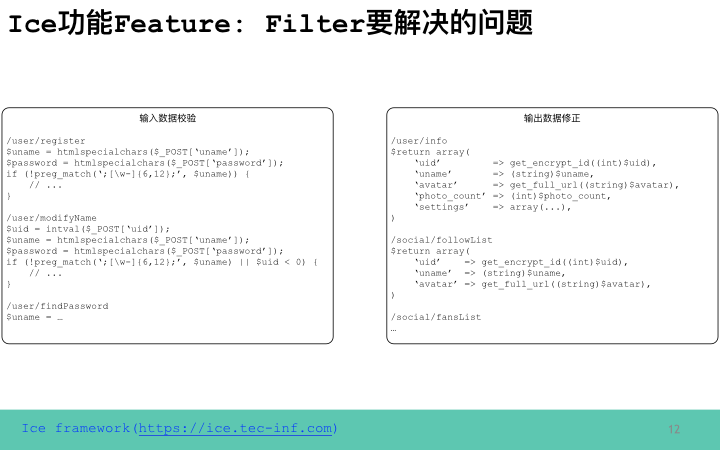 Ice功能Feature: Filter要解决的问题
输入数据校验
/user/register
$uname = htmlspecialchars($_POST[‘uname’]);
$password = htmlspecialchars($_POST[‘password’]);
if (!preg_match(‘;[\w-]{6,12};’, $uname)) {
    // ...
}
/user/modifyName
$uid = intval($_POST[‘uid’]);
$uname = htmlspecialchars($_POST[‘uname’]);
$password = htmlspecialchars($_POST[‘password’]);
if (!preg_match(‘;[\w-]{6,12};’, $uname) || $uid < 0) {
    // ...
}
/user/findPassword
$uname = …
输出数据修正
/user/info
$return array(
    ‘uid’         => get_encrypt_id((int)$uid),
    ‘uname’       => (string)$uname,
    ‘avatar’      => get_full_url((string)$avatar),
    ‘photo_count’ => (int)$photo_count,
    ‘settings’    => array(...),
)
/social/followList
$return array(
    ‘uid’    => get_encrypt_id((int)$uid),
    ‘uname’  => (string)$uname,
    ‘avatar’ => get_full_url((string)$avatar),
)
/social/fansList
…
Ice framework(https://ice.tec-inf.com)
12